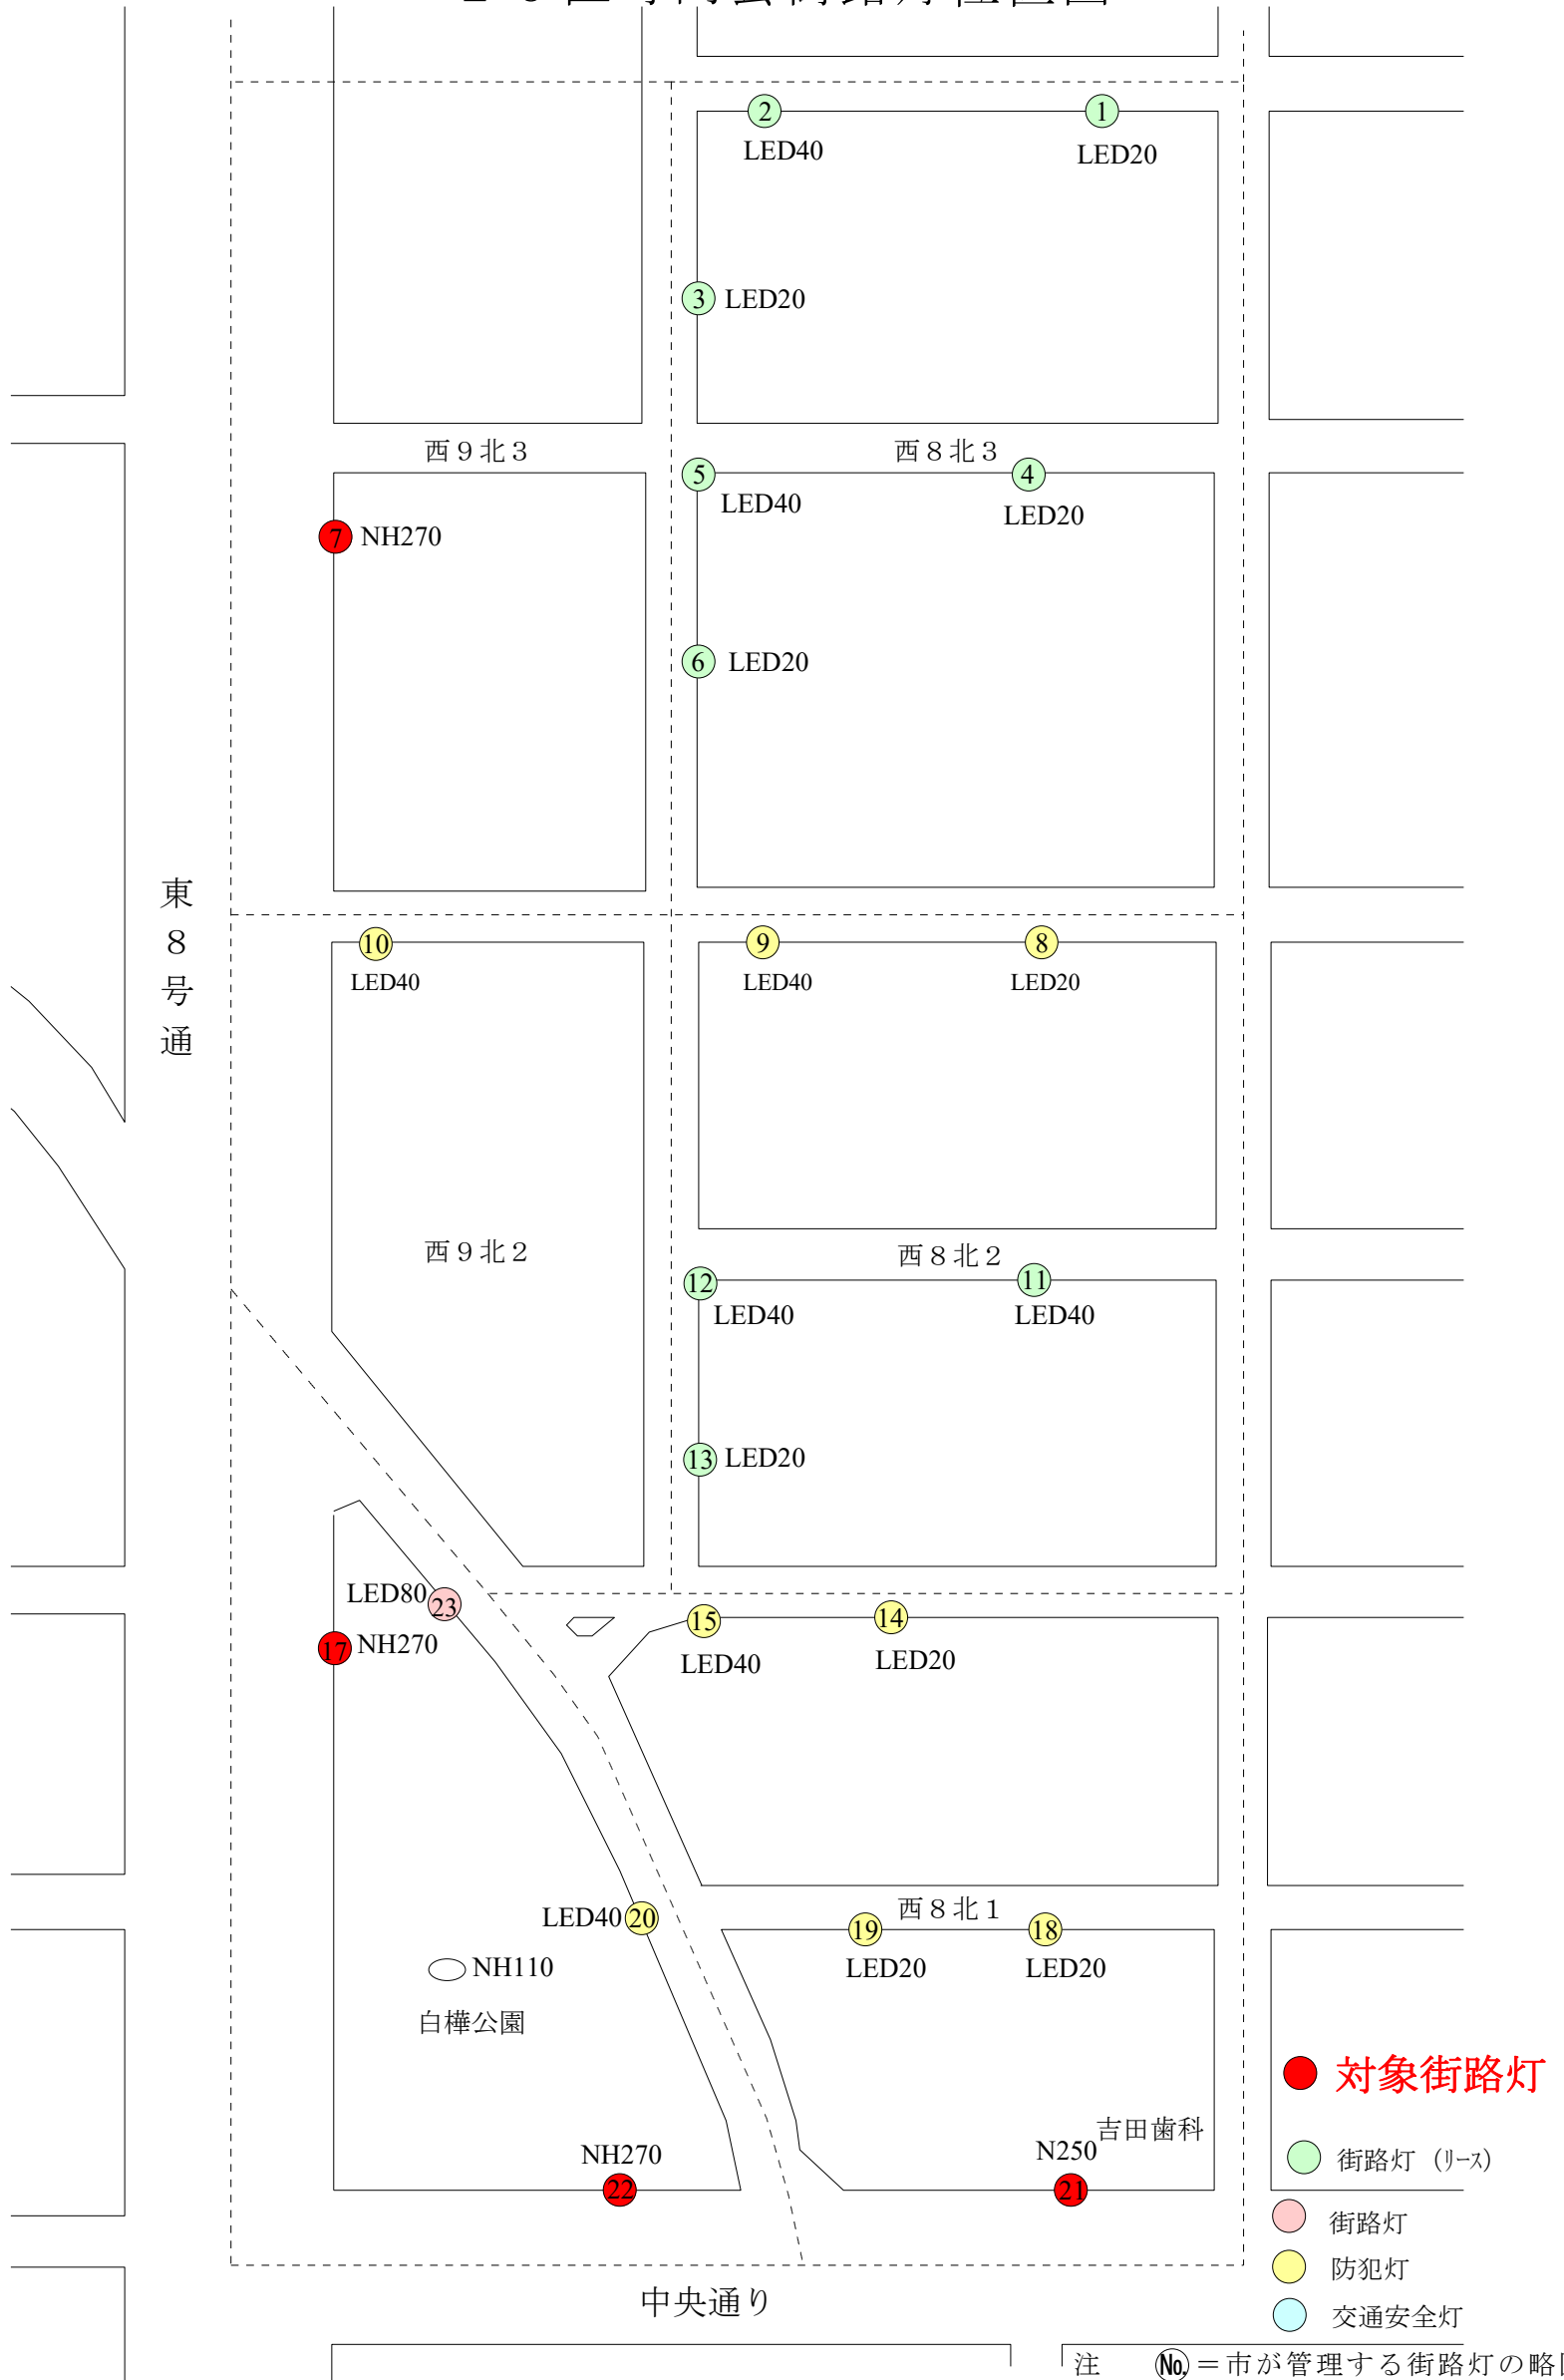 ② ①
LED40
LED20
③ LED20
西9北3
西8北3
⑤ ④
LED40
LED20
⑦ NH270
⑥ LED20
東8号通
⑩ ⑨ ⑧
LED40
LED40
LED20
西9北2
西8北2
⑫ ⑪
LED40
LED40
⑬ LED20
LED80 ㉓
⑮ ⑭
⑰ NH270
LED40
LED20
西8北1
LED40 ⑳
⑲ ⑱
NH110
LED20
LED20
白樺公園
対象街路灯
吉田歯科
NH270
N250
街路灯（リース）
㉒ ㉑
街路灯
防犯灯
中央通り
交通安全灯
注 No.＝市が管理する街路灯の略